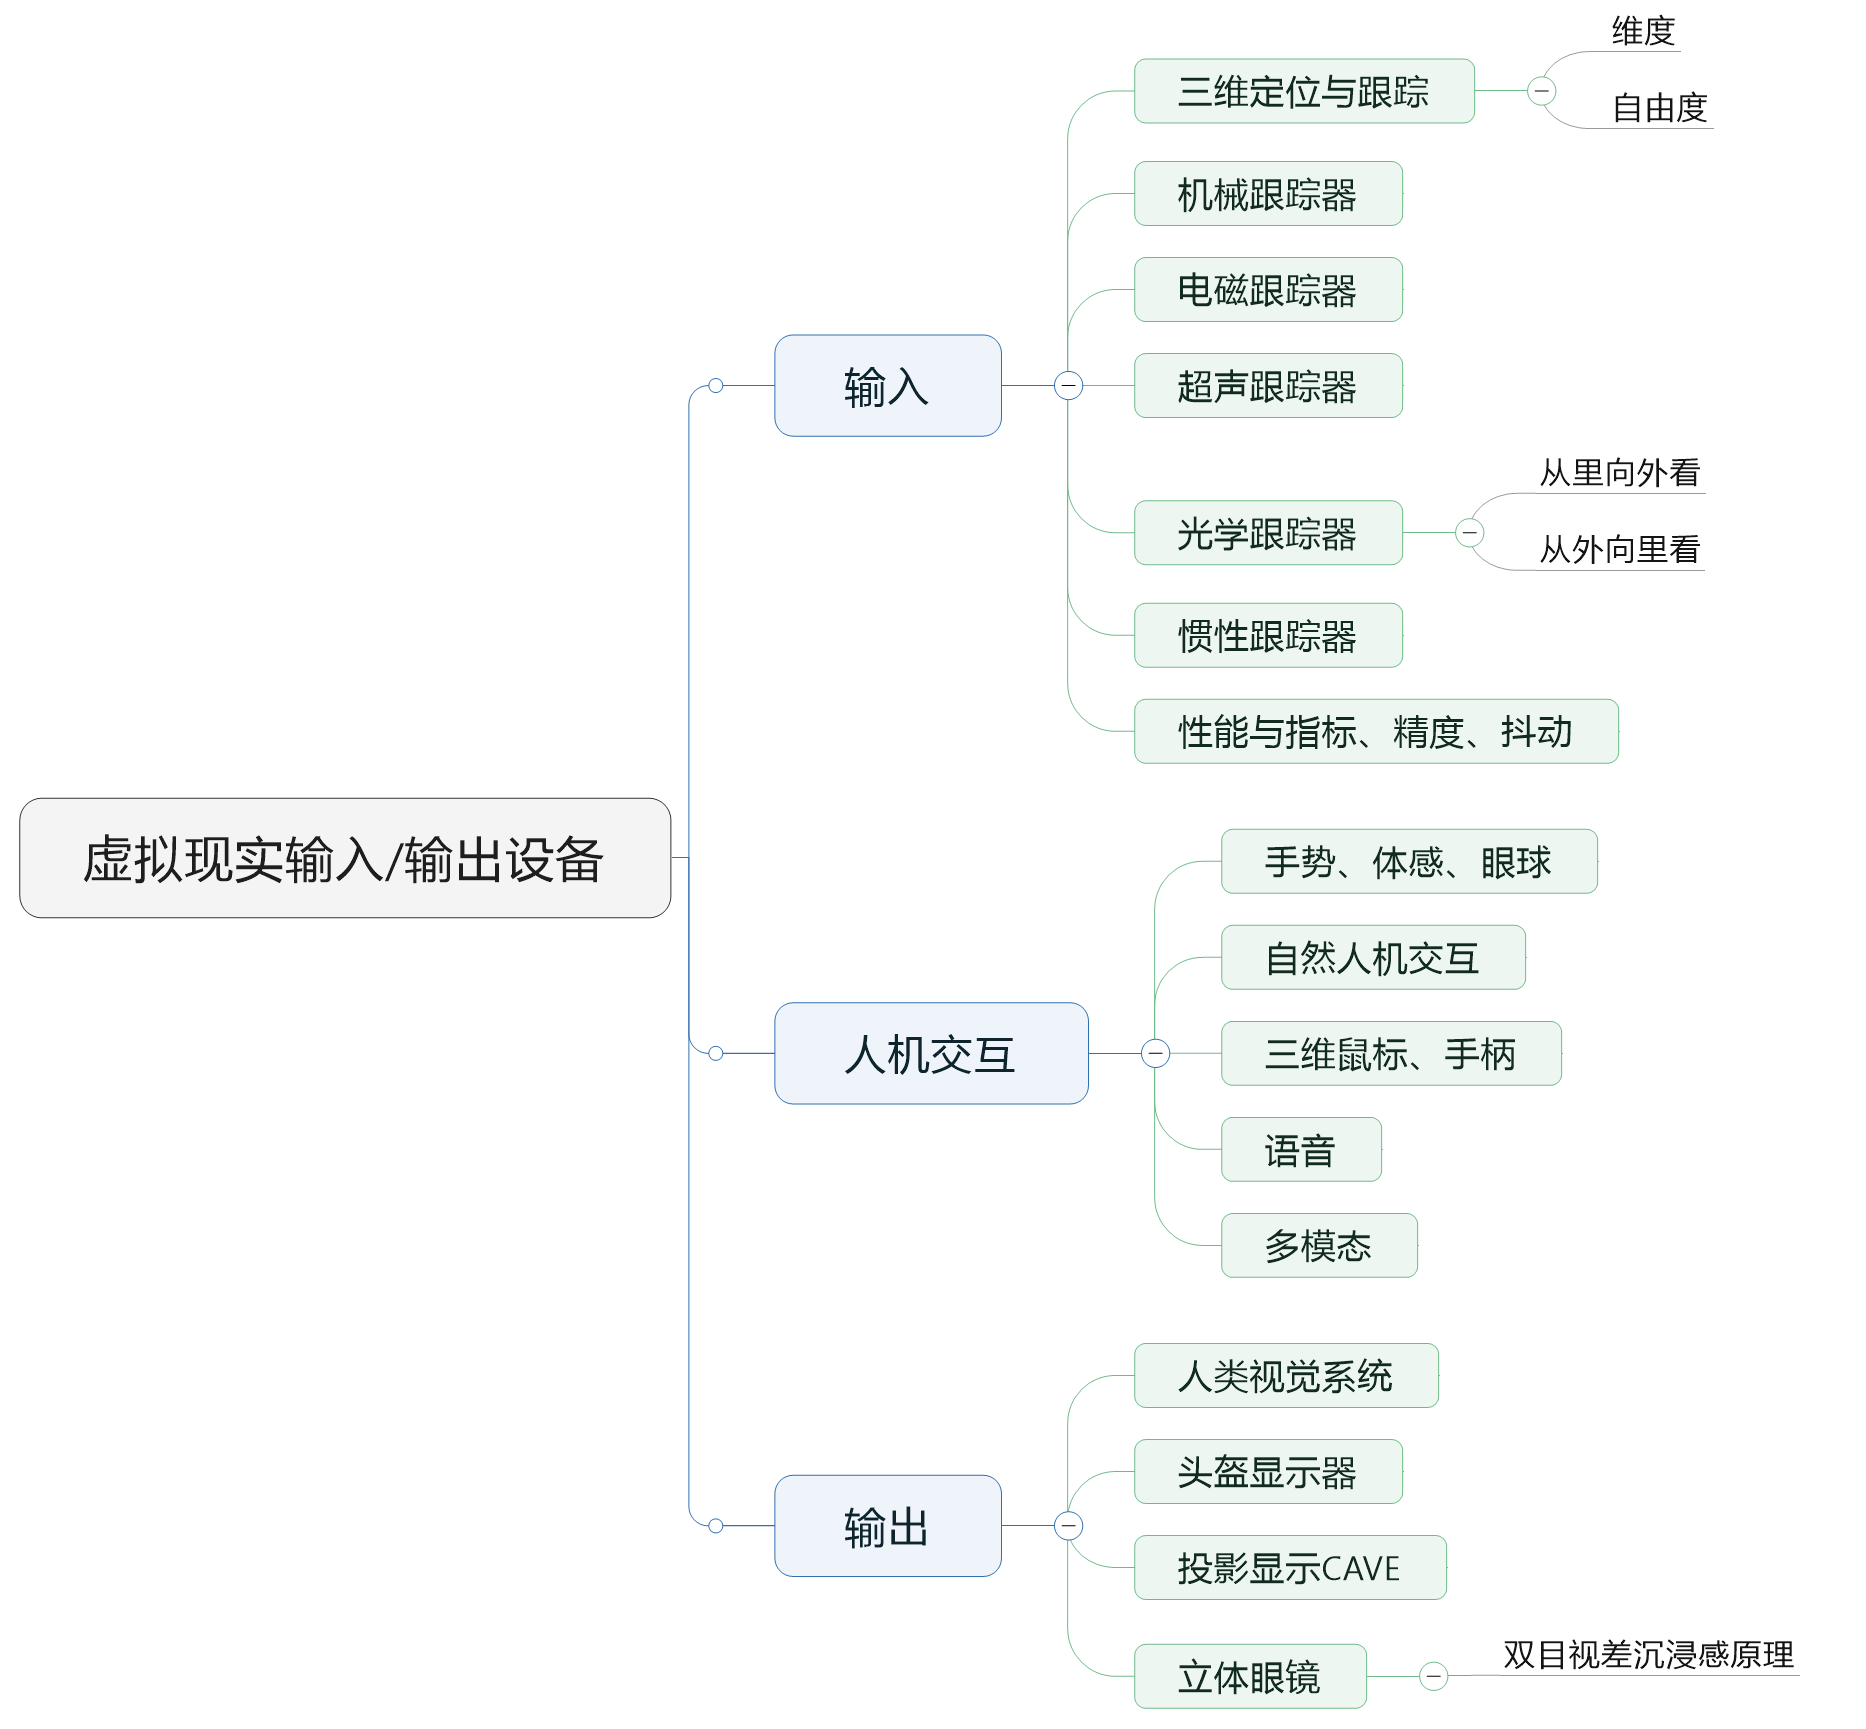 虚拟现实输入/输出设备
输入
三维定位与跟踪
维度
自由度
机械跟踪器
电磁跟踪器
超声跟踪器
光学跟踪器
从里向外看
从外向里看
惯性跟踪器
性能与指标、精度、抖动
人机交互
手势、体感、眼球
自然人机交互
三维鼠标、手柄
语音
多模态
输出
人类视觉系统
头盔显示器
投影显示CAVE
立体眼镜
双目视差沉浸感原理